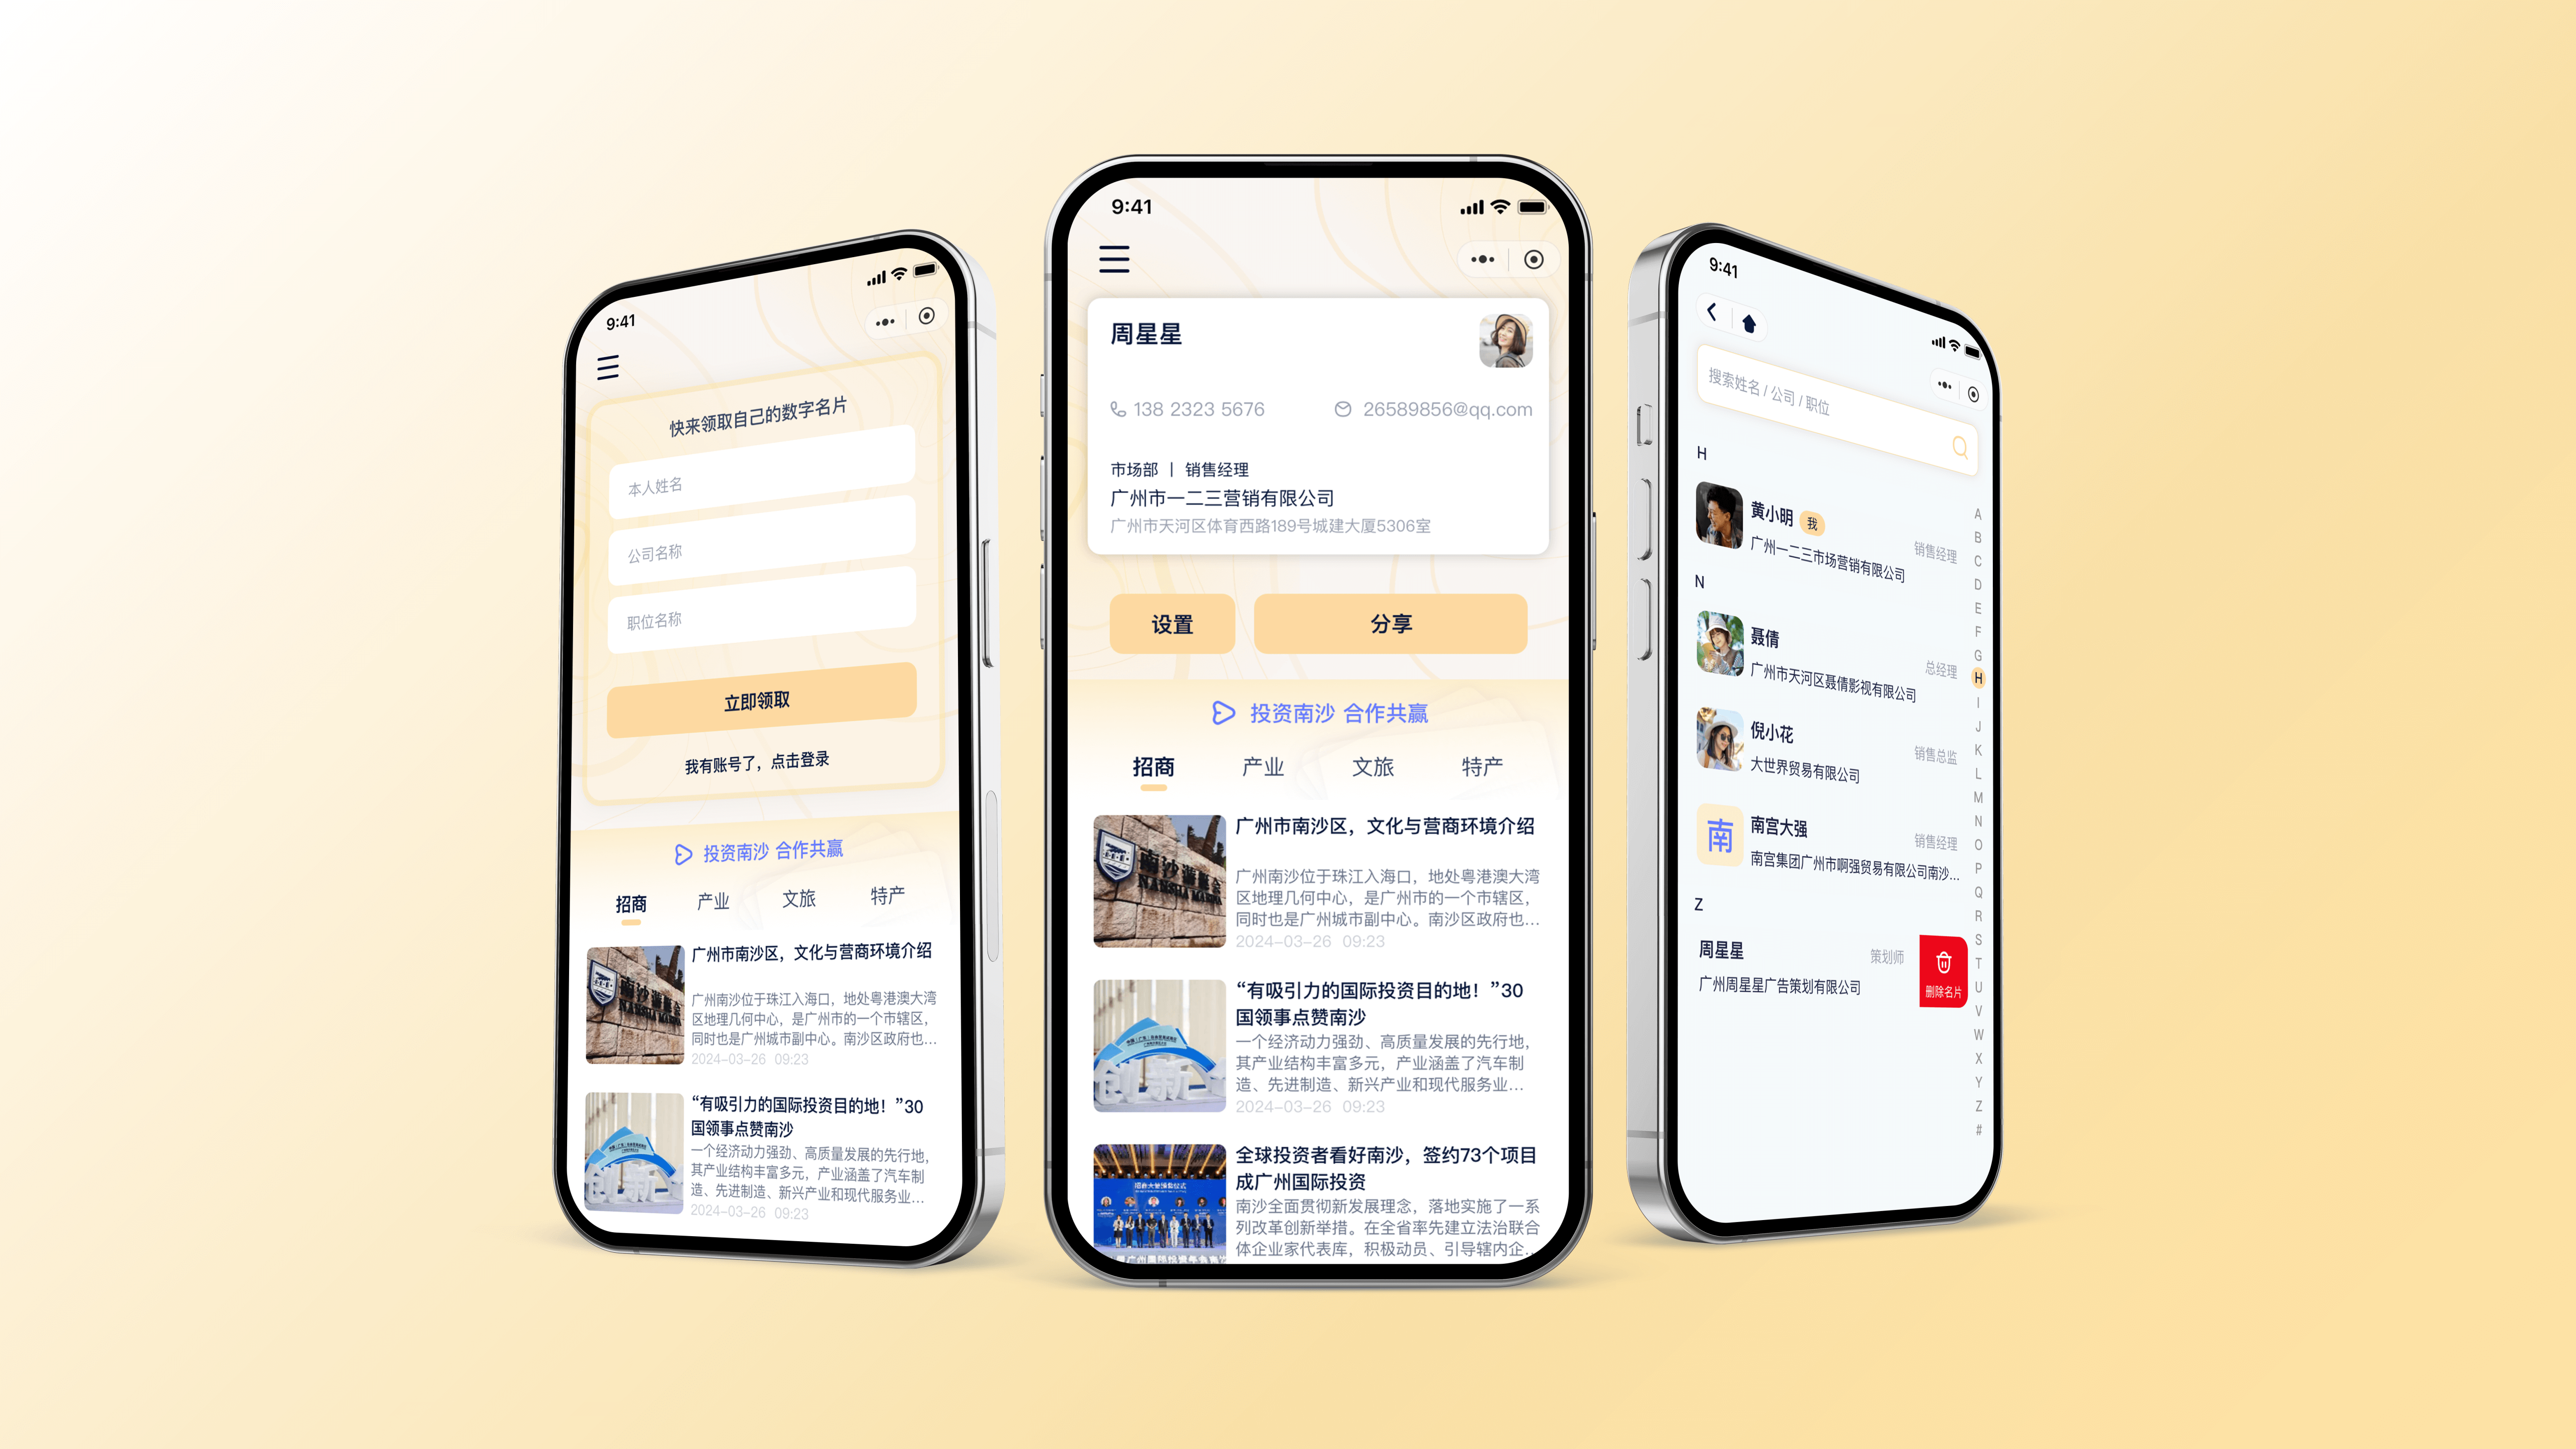 9:41
快来领取自己的数字名片
本人姓名
公司名称
职位名称
立即领取
我有账号了，点击登录
投资南沙 合作共赢
招商 产业 文旅 特产
南沙游艇会
NANSHA MARINA
广州市南沙区，文化与营商环境介绍
广州南沙位于珠江入海口，地处粤港澳大湾
区地理几何中心，是广州市的一个市辖区，
同时也是广州城市副中心。南沙区政府也...
2024-03-26 09:23
创新
“有吸引力的国际投资目的地！”30
国领事点赞南沙
一个经济动力强劲、高质量发展的先行地，
其产业结构丰富多元，产业涵盖了汽车制
造、先进制造、新兴产业和现代服务业...
2024-03-26 09:23
9:41
周星星
138 2323 5676 26589856@qq.com
市场部 | 销售经理
广州市一二三营销有限公司
广州市天河区体育西路189号城建大厦5306室
设置 分享
投资南沙 合作共赢
招商 产业 文旅 特产
南沙游艇会
NANSHA MARINA
广州市南沙区，文化与营商环境介绍
广州南沙位于珠江入海口，地处粤港澳大湾
区地理几何中心，是广州市的一个市辖区，
同时也是广州城市副中心。南沙区政府也...
2024-03-26 09:23
创新
“有吸引力的国际投资目的地！”30
国领事点赞南沙
一个经济动力强劲、高质量发展的先行地，
其产业结构丰富多元，产业涵盖了汽车制
造、先进制造、新兴产业和现代服务业...
2024-03-26 09:23
全球投资者看好南沙，签约73个项目
成广州国际投资
南沙全面贯彻新发展理念，落地实施了一系
列改革创新举措。在全省率先建立法治联合
体企业家代表库，积极动员、引导辖内企...
9:41
搜索姓名 / 公司 / 职位
H
黄小明 我
广州一二三市场营销有限公司
销售经理
N
聂倩
广州市天河区聂倩影视有限公司
总经理
倪小花
大世界贸易有限公司
销售总监
南
南宫大强
南宫集团广州市啊强贸易有限公司南沙...
销售经理
Z
周星星
广州周星星广告策划有限公司
策划师
删除名片
A
B
C
D
E
F
G
H
I
J
K
L
M
N
O
P
Q
R
S
T
U
V
W
X
Y
Z
#